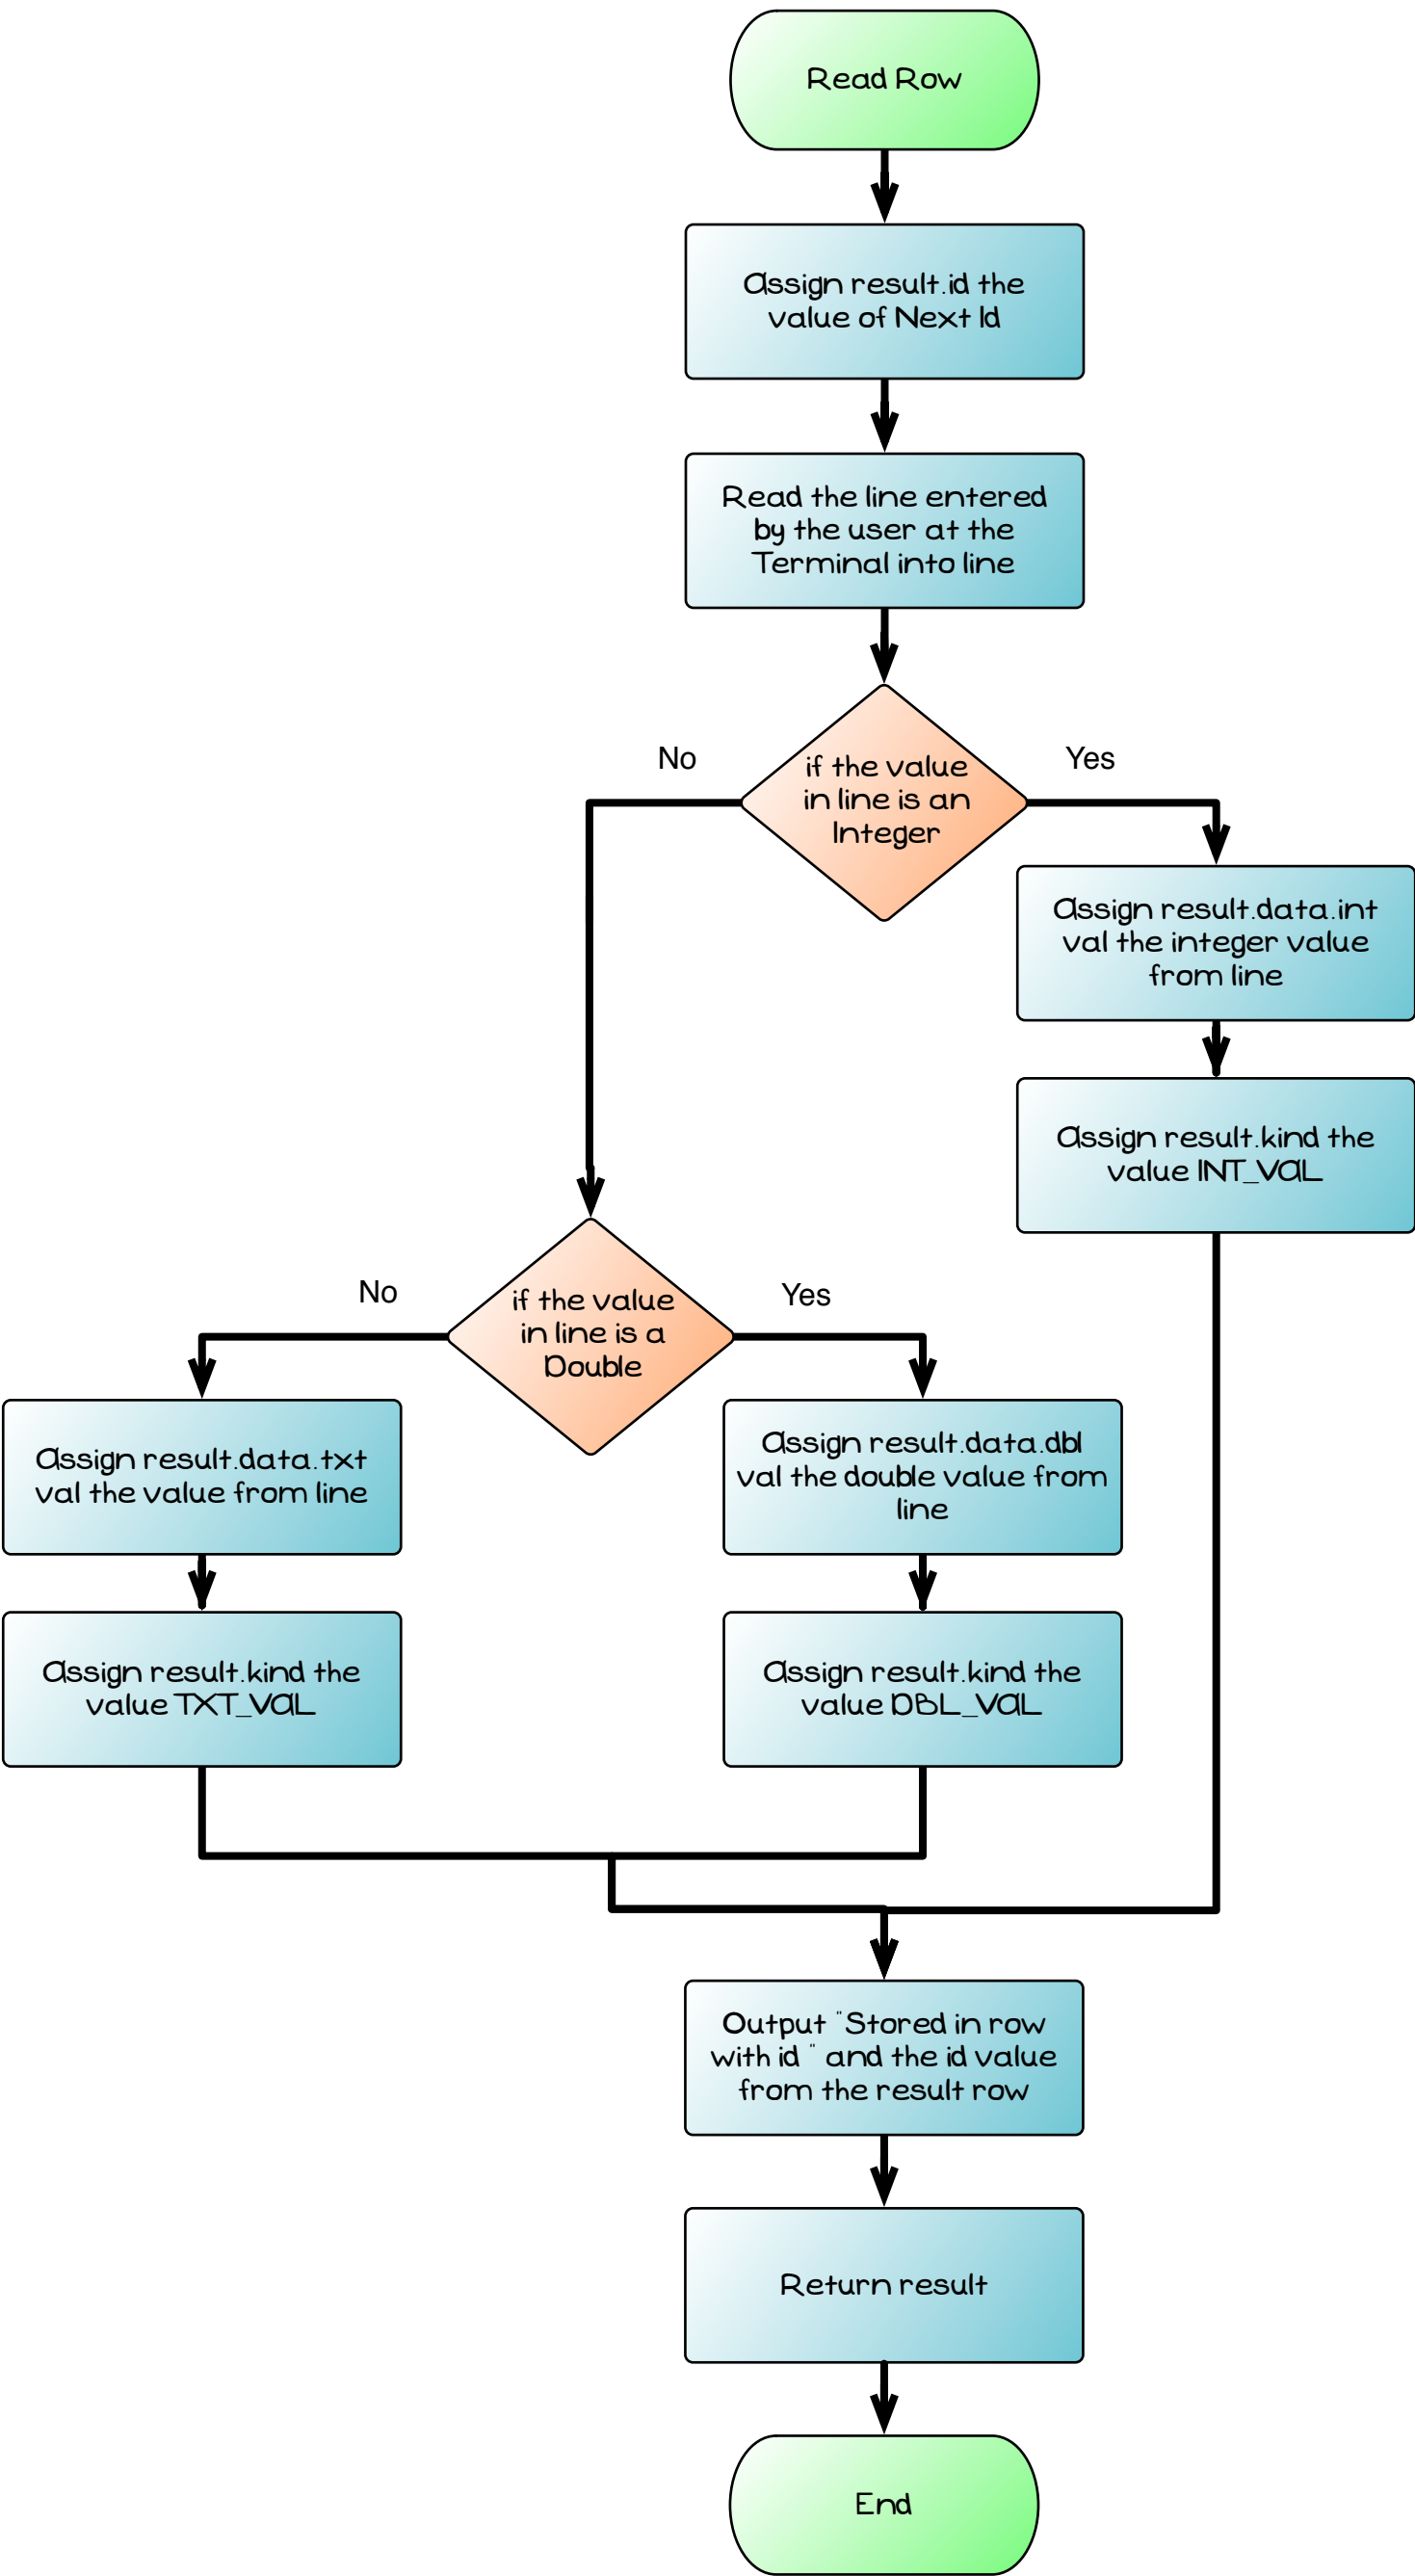 Read Row
Assign result.id the
value of Next Id
Read the line entered
by the user at the
Terminal into line
No
Yes
if the value
in line is an
Integer
Assign result.data.int
val the integer value
from line
Assign result.kind the
value INT_VAL
No
Yes
if the value
in line is a
Double
Assign result.data.txt
val the value from line
Assign result.data.dbl
val the double value from
line
Assign result.kind the
value TXT_VAL
Assign result.kind the
value DBL_VAL
Output "Stored in row
with id " and the id value
from the result row
Return result
End